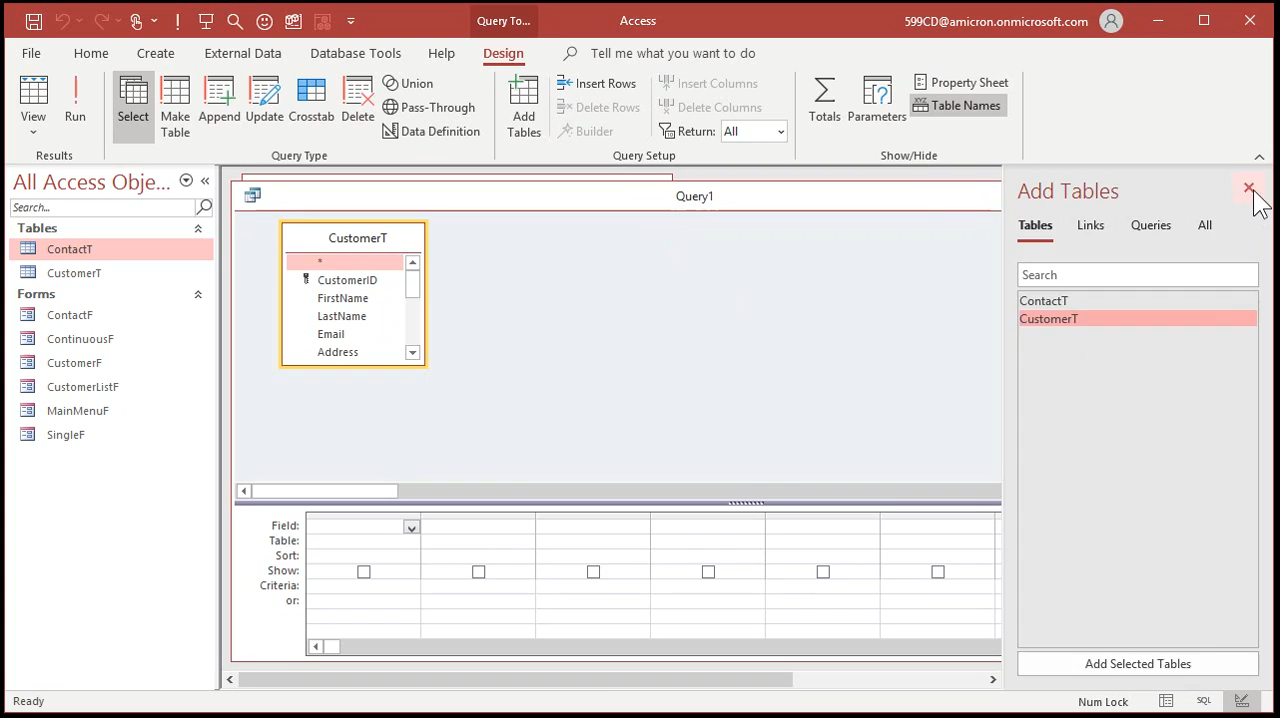 Query To...
Access
599CD@amicron.onmicrosoft.com
File
Home
Create
External Data
Database Tools
Help
Design
Tell me what you want to do
View
Run
Select
Make
Table
Append
Update
Crosstab
Delete
Union
Pass-Through
Data Definition
Add
Tables
Insert Rows
Delete Rows
Builder
Insert Columns
Delete Columns
Return: All
Totals
Parameters
Property Sheet
Table Names
Results
Query Type
Query Setup
Show/Hide
All Access Obje...
Search...
Tables
ContactT
CustomerT
Forms
ContactF
ContinuousF
CustomerF
CustomerListF
MainMenuF
SingleF
Query1
CustomerT
*
CustomerID
FirstName
LastName
Email
Address
Field:
Table:
Sort:
Show:
Criteria:
or:
Add Tables
Tables
Links
Queries
All
Search
ContactT
CustomerT
Add Selected Tables
Ready
Num Lock
SQL